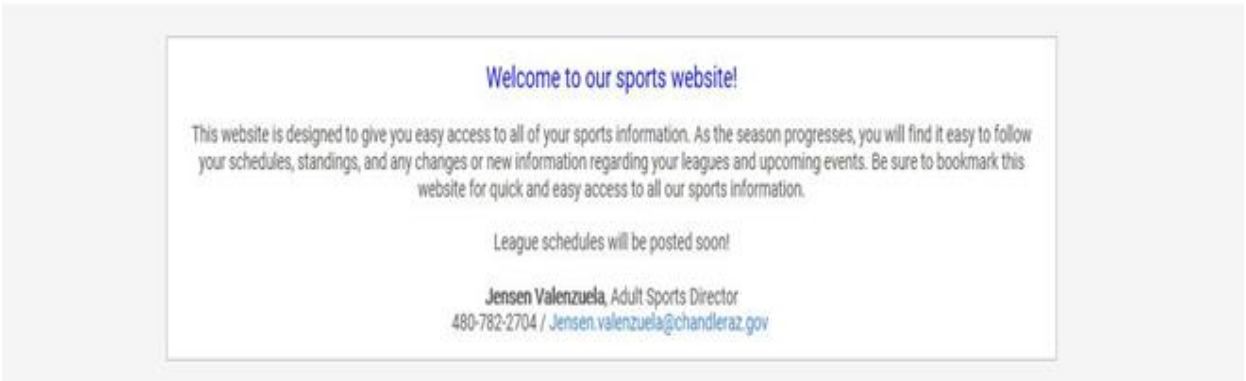 Welcome to our sports website!
This website is designed to give you easy access to all of your sports information. As the season progresses, you will find it easy to follow
your schedules, standings, and any changes or new information regarding your leagues and upcoming events. Be sure to bookmark this
website for quick and easy access to all our sports information.
League schedules will be posted soon!
Jensen Valenzuela, Adult Sports Director
480-782-2704 / Jensen.valenzuela@chandleraz.gov